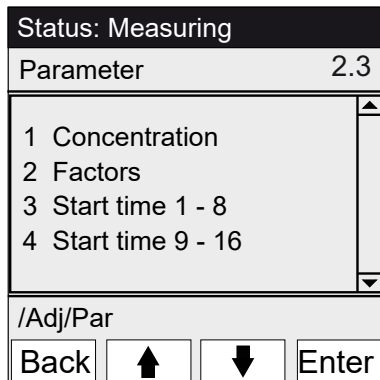 Status: Measuring
Parameter 2.3
1 Concentration
2 Factors
3 Start time 1 - 8
4 Start time 9 - 16
/Adj/Par
Back Enter